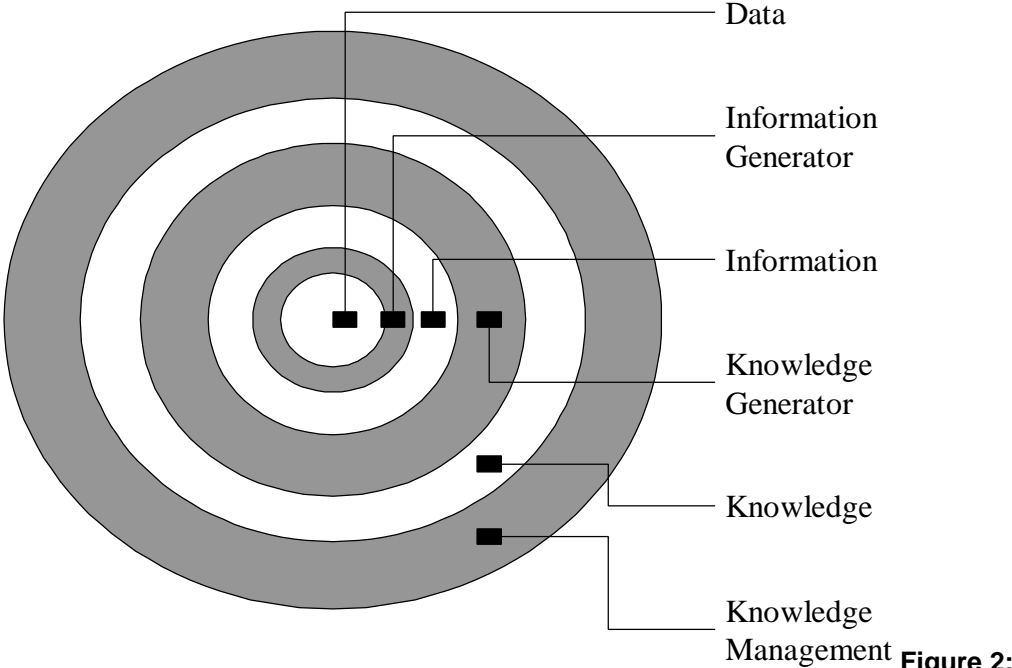 Data
Information
Generator
Information
Knowledge
Generator
Knowledge
Knowledge
Management
Figure 2: